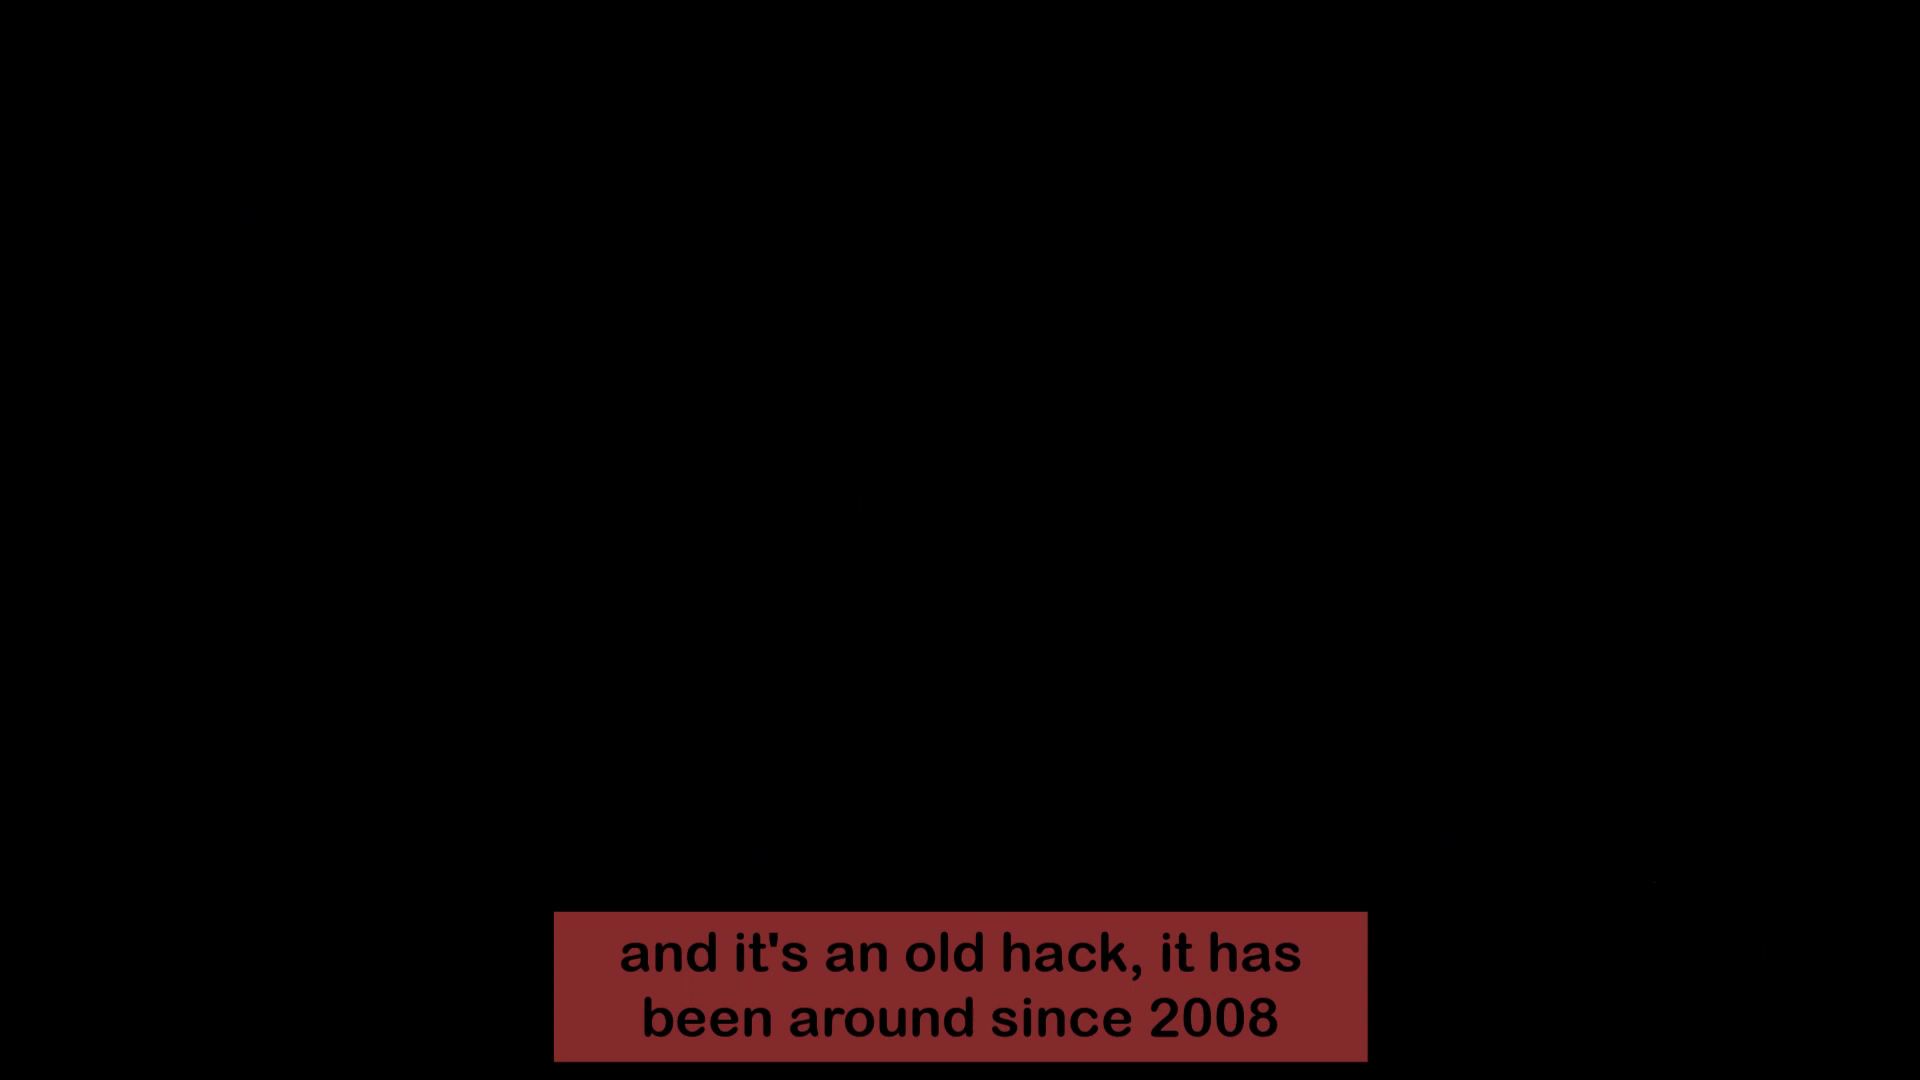 and it's an old hack, it has
been around since 2008